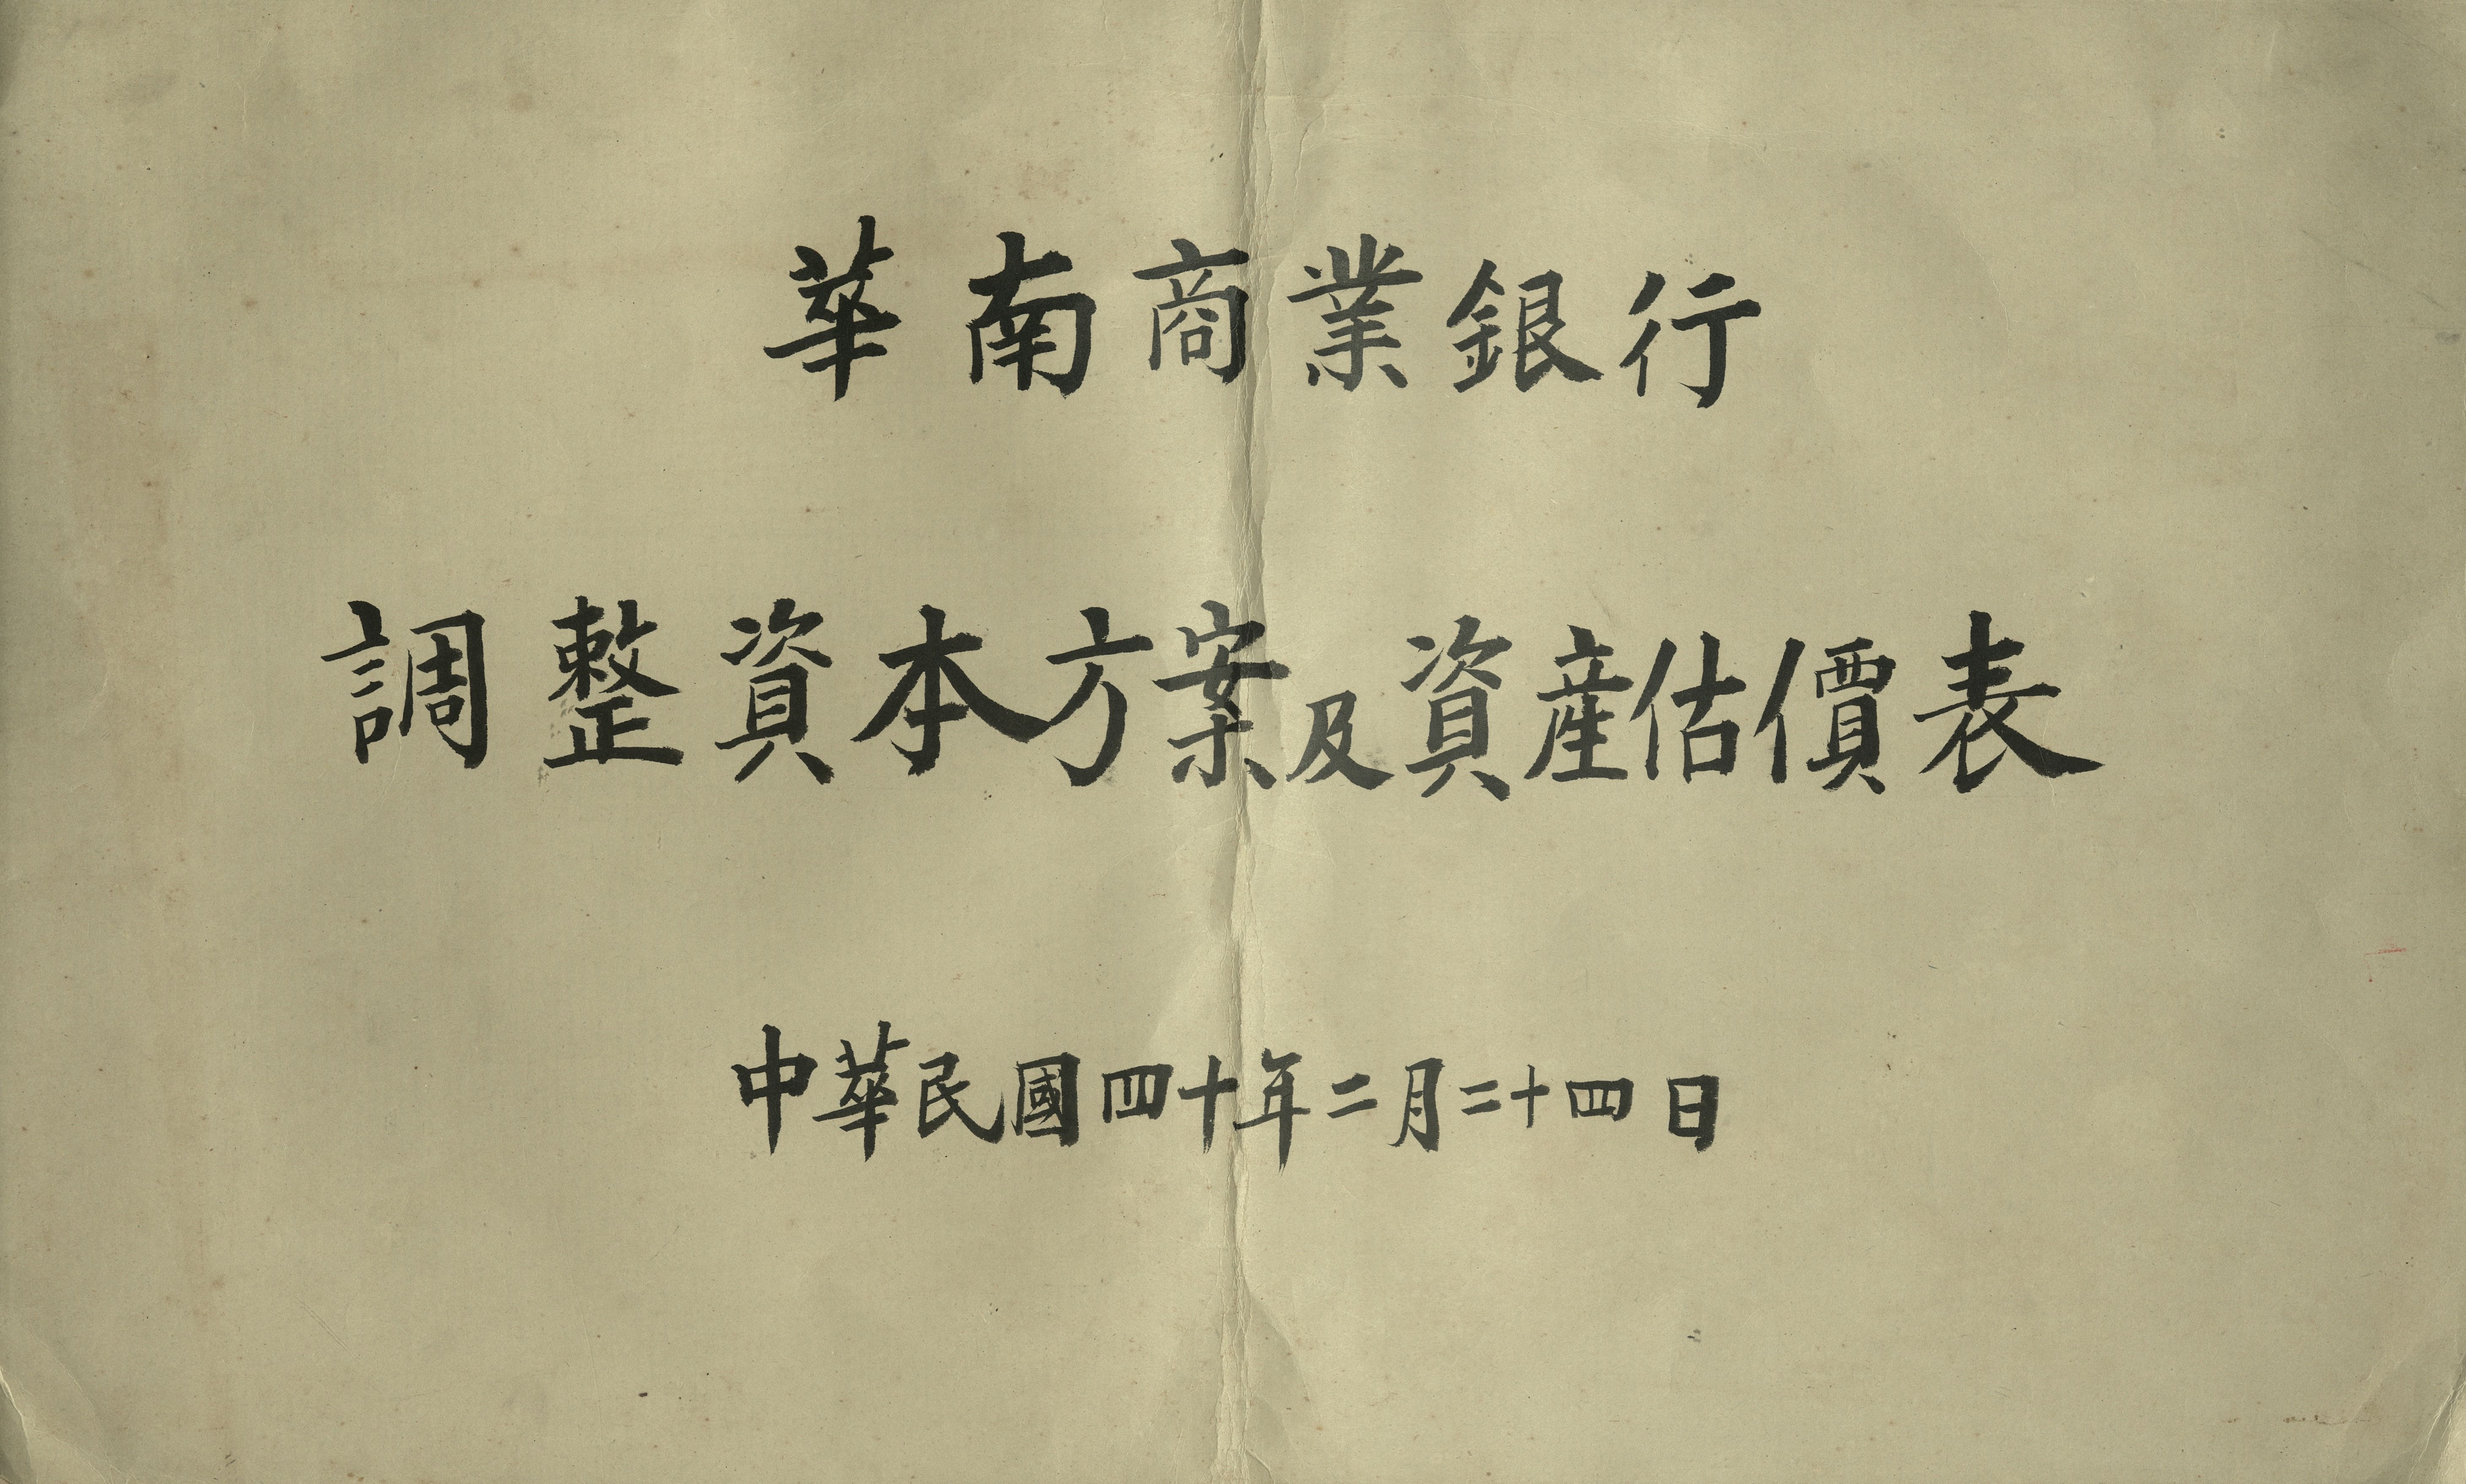 華南商業銀行
調整資本方案及資產估價表
中華民國四十年二月二十四日